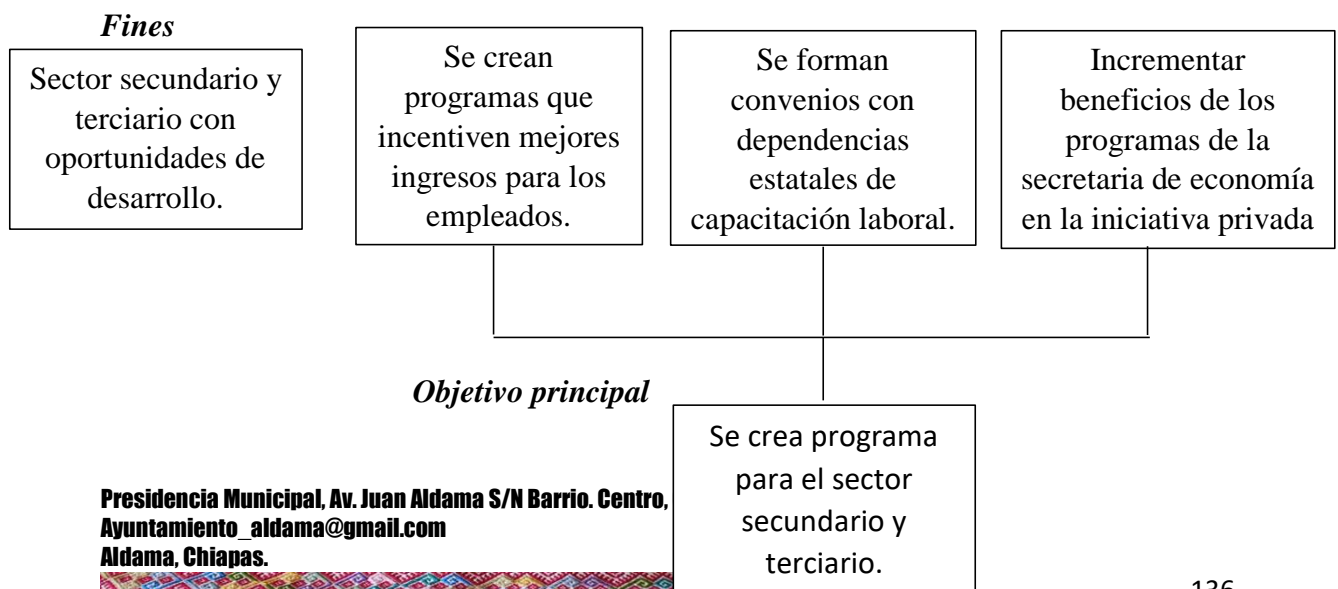 Fines
Sector secundario y
terciario con
oportunidades de
desarrollo.
Se crean
programas que
incentiven mejores
ingresos para los
empleados.
Se forman
convenios con
dependencias
estatales de
capacitación laboral.
Incrementar
beneficios de los
programas de la
secretaria de economía
en la iniciativa privada
Objetivo principal
Se crea programa
para el sector
secundario y
terciario.
Presidencia Municipal, Av. Juan Aldama S/N Barrio. Centro,
Ayuntamiento_aldama@gmail.com
Aldama, Chiapas.
136